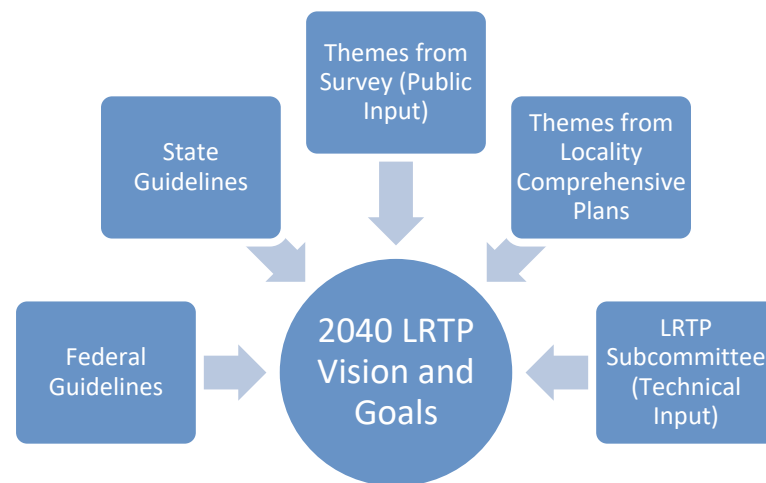 Themes from
Survey (Public
Input)
State
Guidelines
Themes from
Locality
Comprehensive
Plans
Federal
Guidelines
2040 LRTP
Vision and
Goals
LRTP
Subcommittee
(Technical
Input)